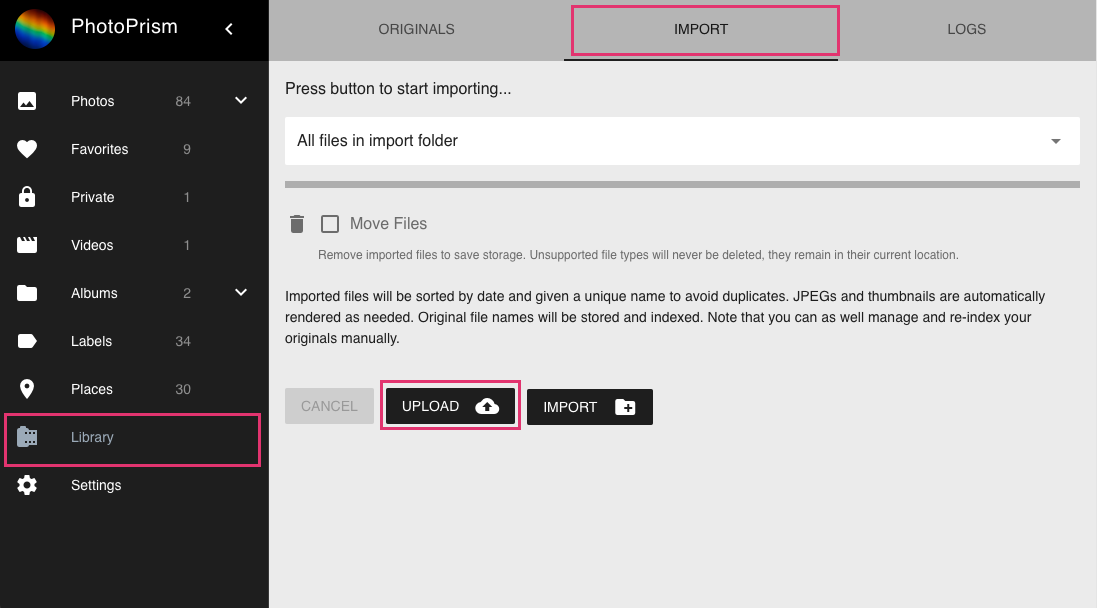 PhotoPrism
Photos 84
Favorites 9
Private 1
Videos 1
Albums 2
Labels 34
Places 30
Library
Settings
ORIGINALS IMPORT LOGS
Press button to start importing...
All files in import folder
Move Files
Remove imported files to save storage. Unsupported file types will never be deleted, they remain in their current location.
Imported files will be sorted by date and given a unique name to avoid duplicates. JPEGs and thumbnails are automatically
rendered as needed. Original file names will be stored and indexed. Note that you can as well manage and re-index your
originals manually.
CANCEL UPLOAD IMPORT